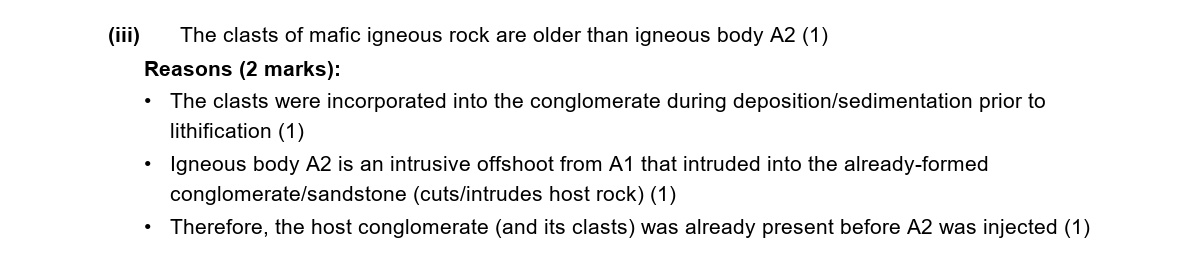 (iii) The clasts of mafic igneous rock are older than igneous body A2 (1)
Reasons (2 marks):
• The clasts were incorporated into the conglomerate during deposition/sedimentation prior to
lithification (1)
• Igneous body A2 is an intrusive offshoot from A1 that intruded into the already-formed
conglomerate/sandstone (cuts/intrudes host rock) (1)
• Therefore, the host conglomerate (and its clasts) was already present before A2 was injected (1)